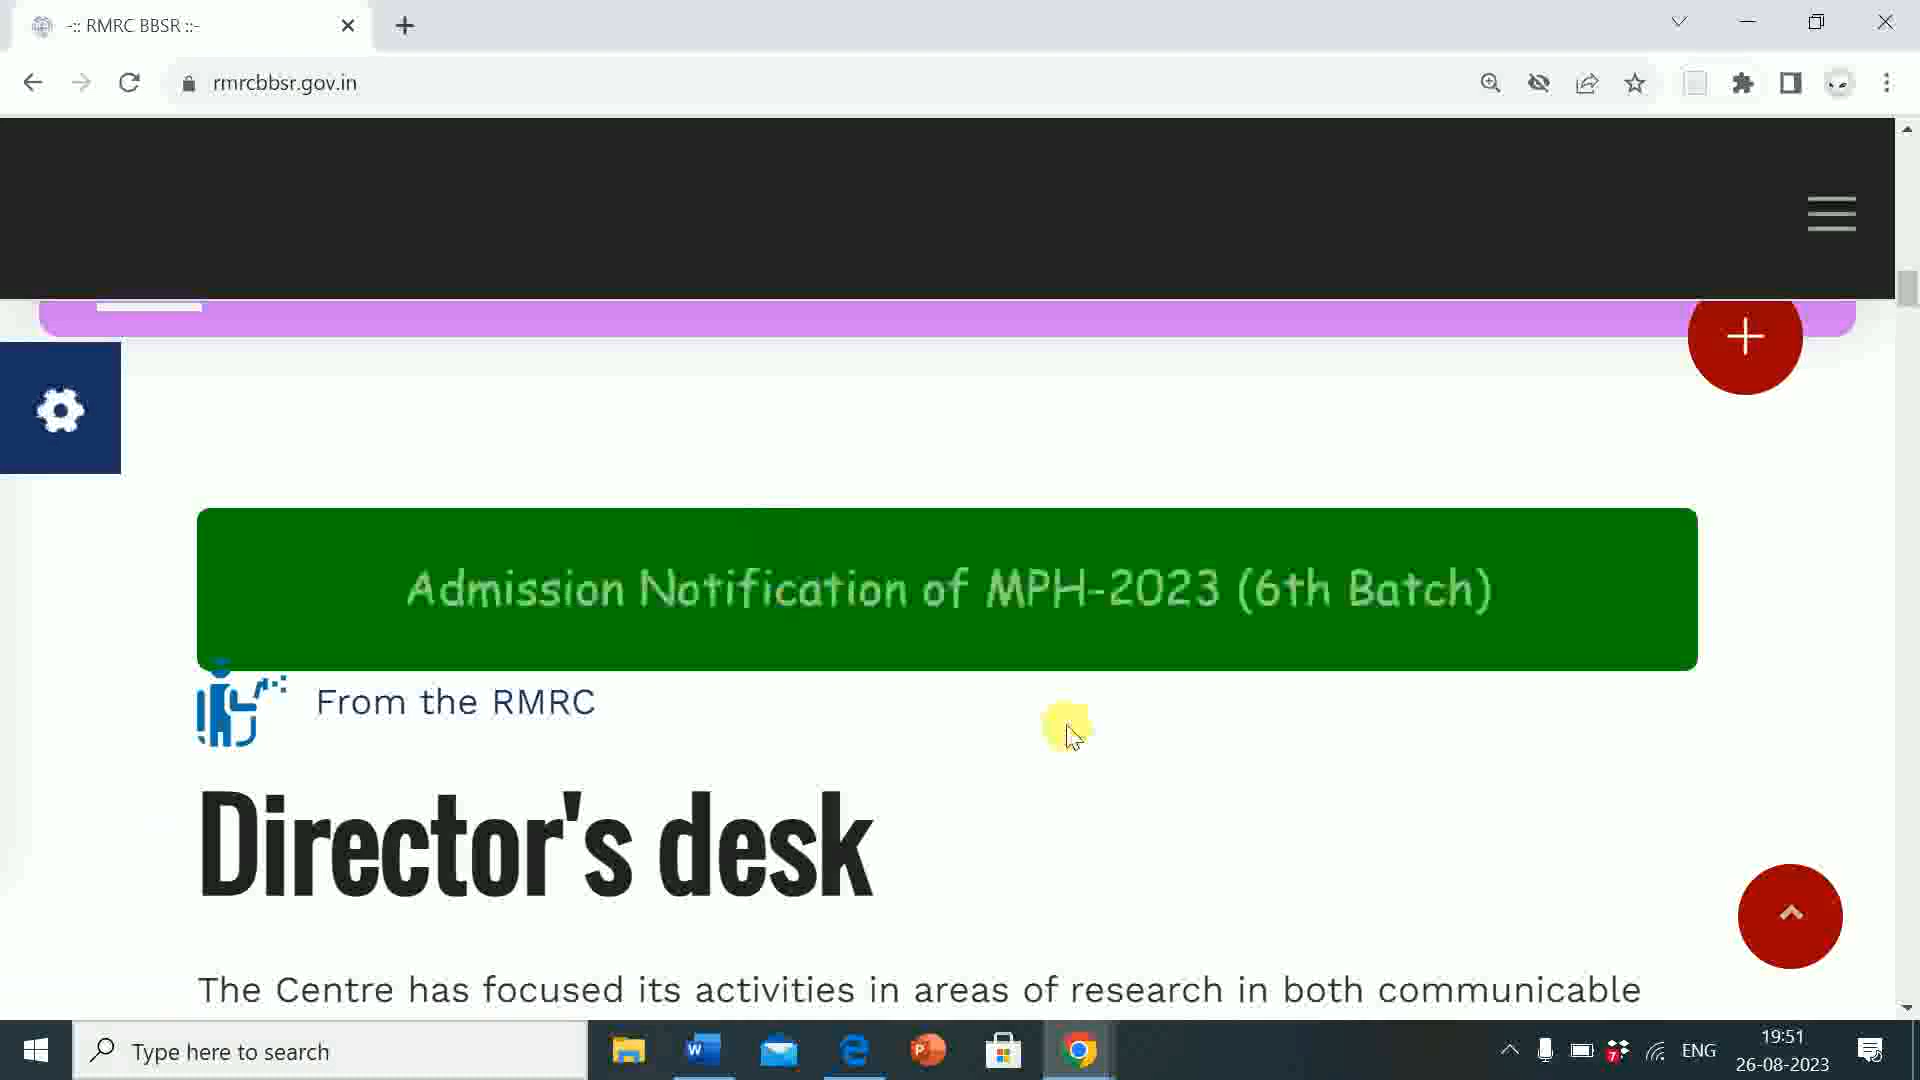 -:: RMRC BBSR ::-
rmrcbbsr.gov.in
Admission Notification of MPH-2023 (6th Batch)
From the RMRC
Director's desk
The Centre has focused its activities in areas of research in both communicable
Type here to search
W
P
7
ENG
19:51
26-08-2023